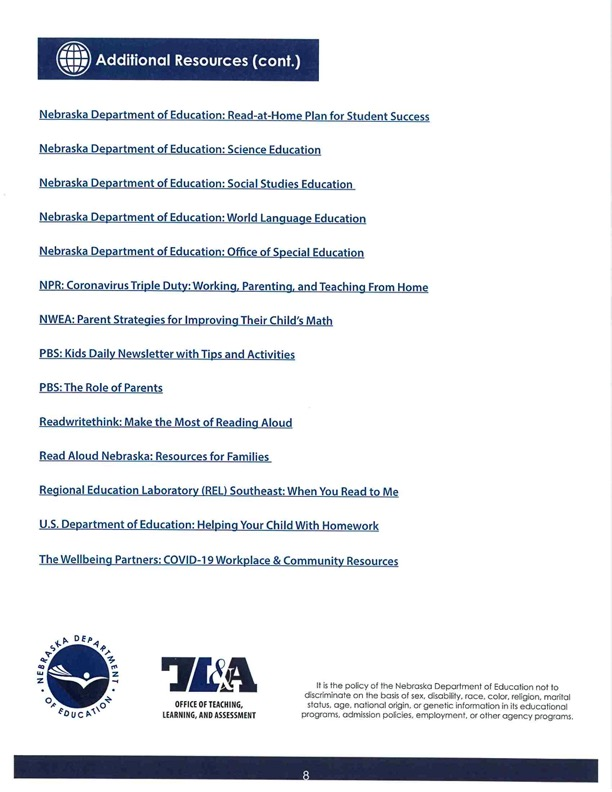 Additional Resources (cont.)
Nebraska Department of Education: Read-at-Home Plan for Student Success
Nebraska Department of Education: Science Education
Nebraska Department of Education: Social Studies Education
Nebraska Department of Education: World Language Education
Nebraska Department of Education: Office of Special Education
NPR: Coronavirus Triple Duty: Working, Parenting, and Teaching From Home
NWEA: Parent Strategies for Improving Their Child's Math
PBS: Kids Daily Newsletter with Tips and Activities
PBS: The Role of Parents
Readwritethink: Make the Most of Reading Aloud
Read Aloud Nebraska: Resources for Families
Regional Education Laboratory (REL) Southeast: When You Read to Me
U.S. Department of Education: Helping Your Child With Homework
The Wellbeing Partners: COVID-19 Workplace & Community Resources
NEBRASKA DEPARTMENT OF EDUCATION
TL&A
OFFICE OF TEACHING,
LEARNING, AND ASSESSMENT
It is the policy of the Nebraska Department of Education not to
discriminate on the basis of sex, disability, race, color, religion, marital
status, age, national origin, or genetic information in its educational
programs, admission policies, employment, or other agency programs.
8